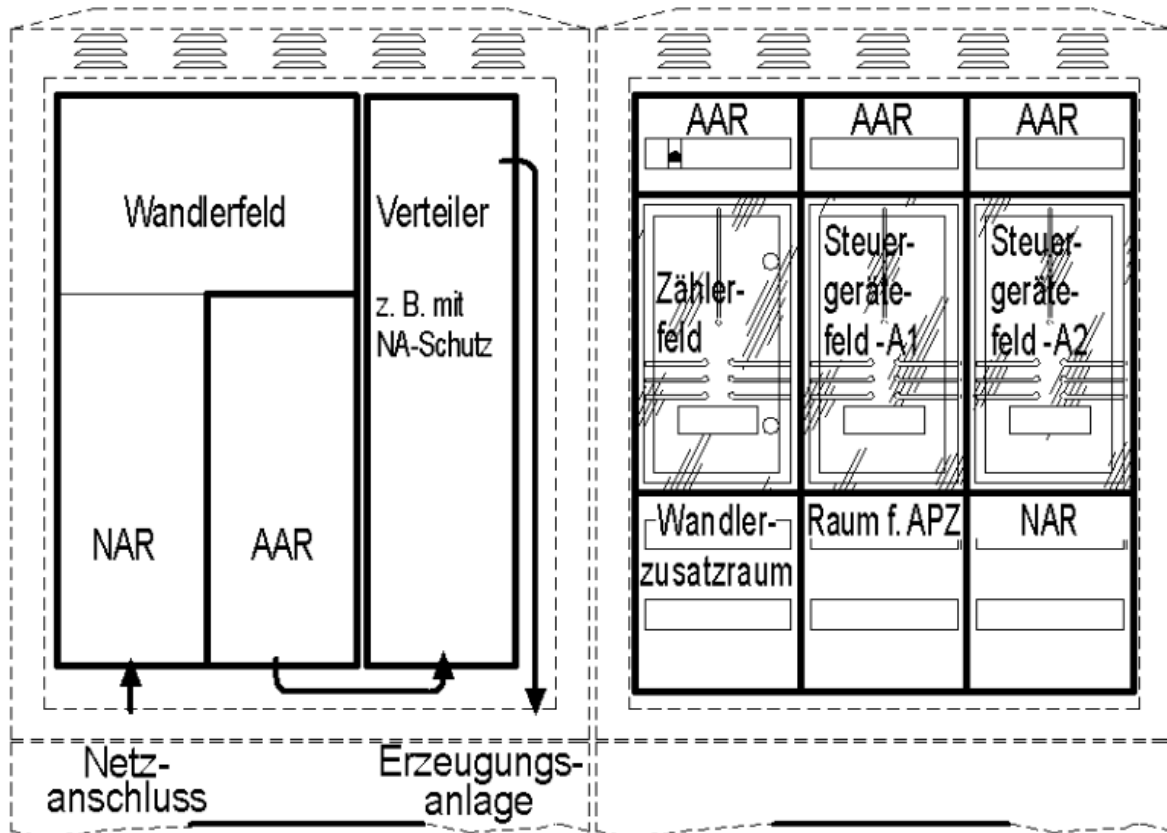 Wandlerfeld
Verteiler
z. B. mit
NA-Schutz
NAR
AAR
Netz-
anschluss
Erzeugungs-
anlage
AAR
AAR
AAR
Zähler-
feld
Steuer-
geräte-
feld -A1
Steuer-
geräte-
feld -A2
Wandler-
zusatzraum
Raum f. APZ
NAR